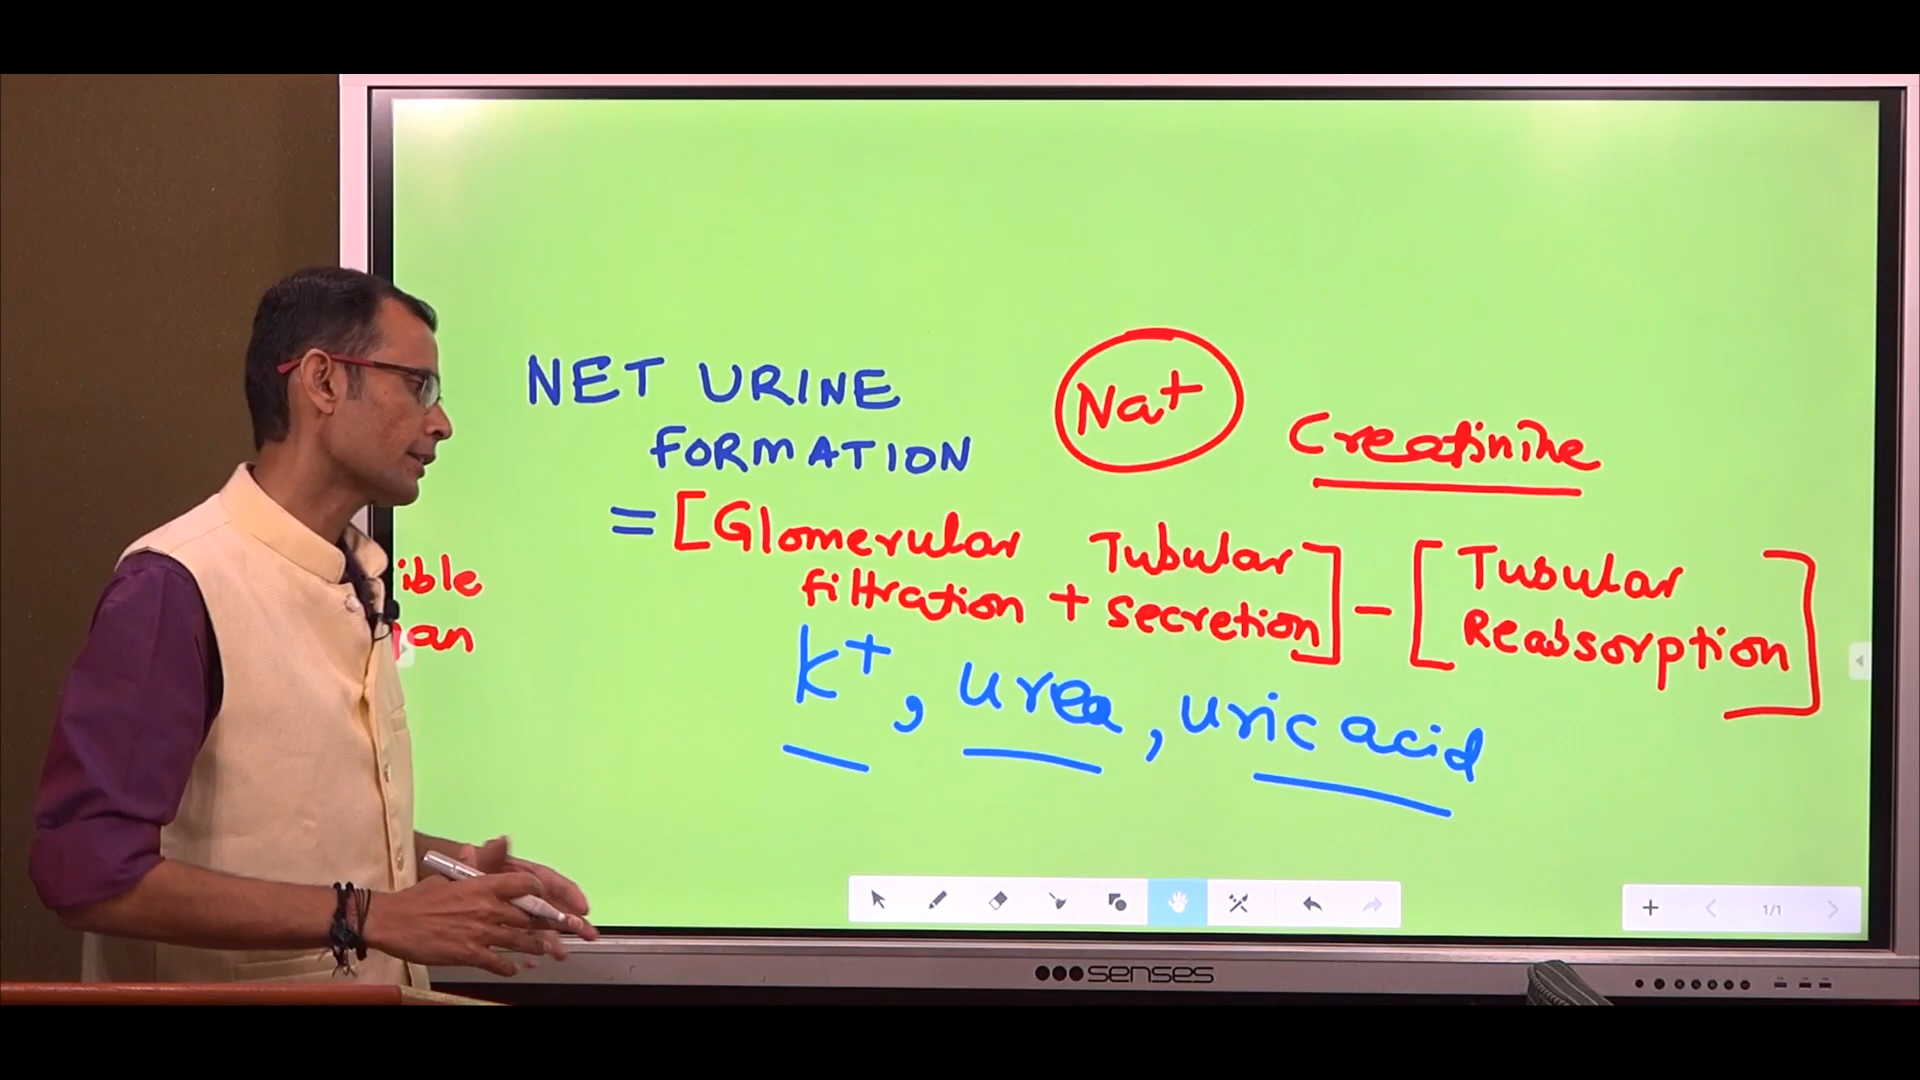 NET URINE
FORMATION
Na+
Creatinine
= [Glomerular filtration + Tubular secretion] - [Tubular Reabsorption]
ible
an
K+, urea, uric acid
1/1
senses